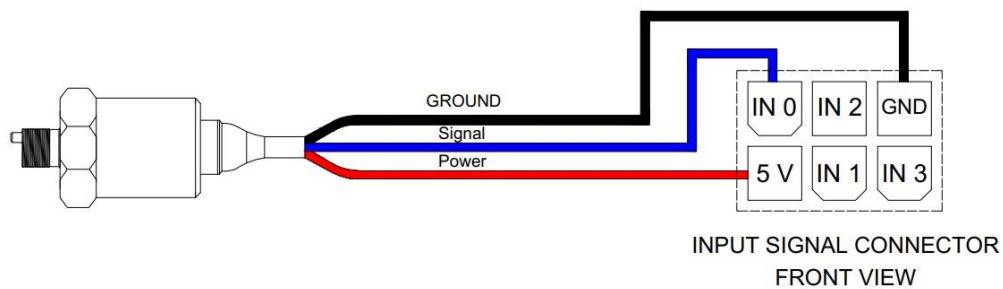 GROUND
Signal
Power
IN 0 IN 2 GND
5 V IN 1 IN 3
INPUT SIGNAL CONNECTOR
FRONT VIEW